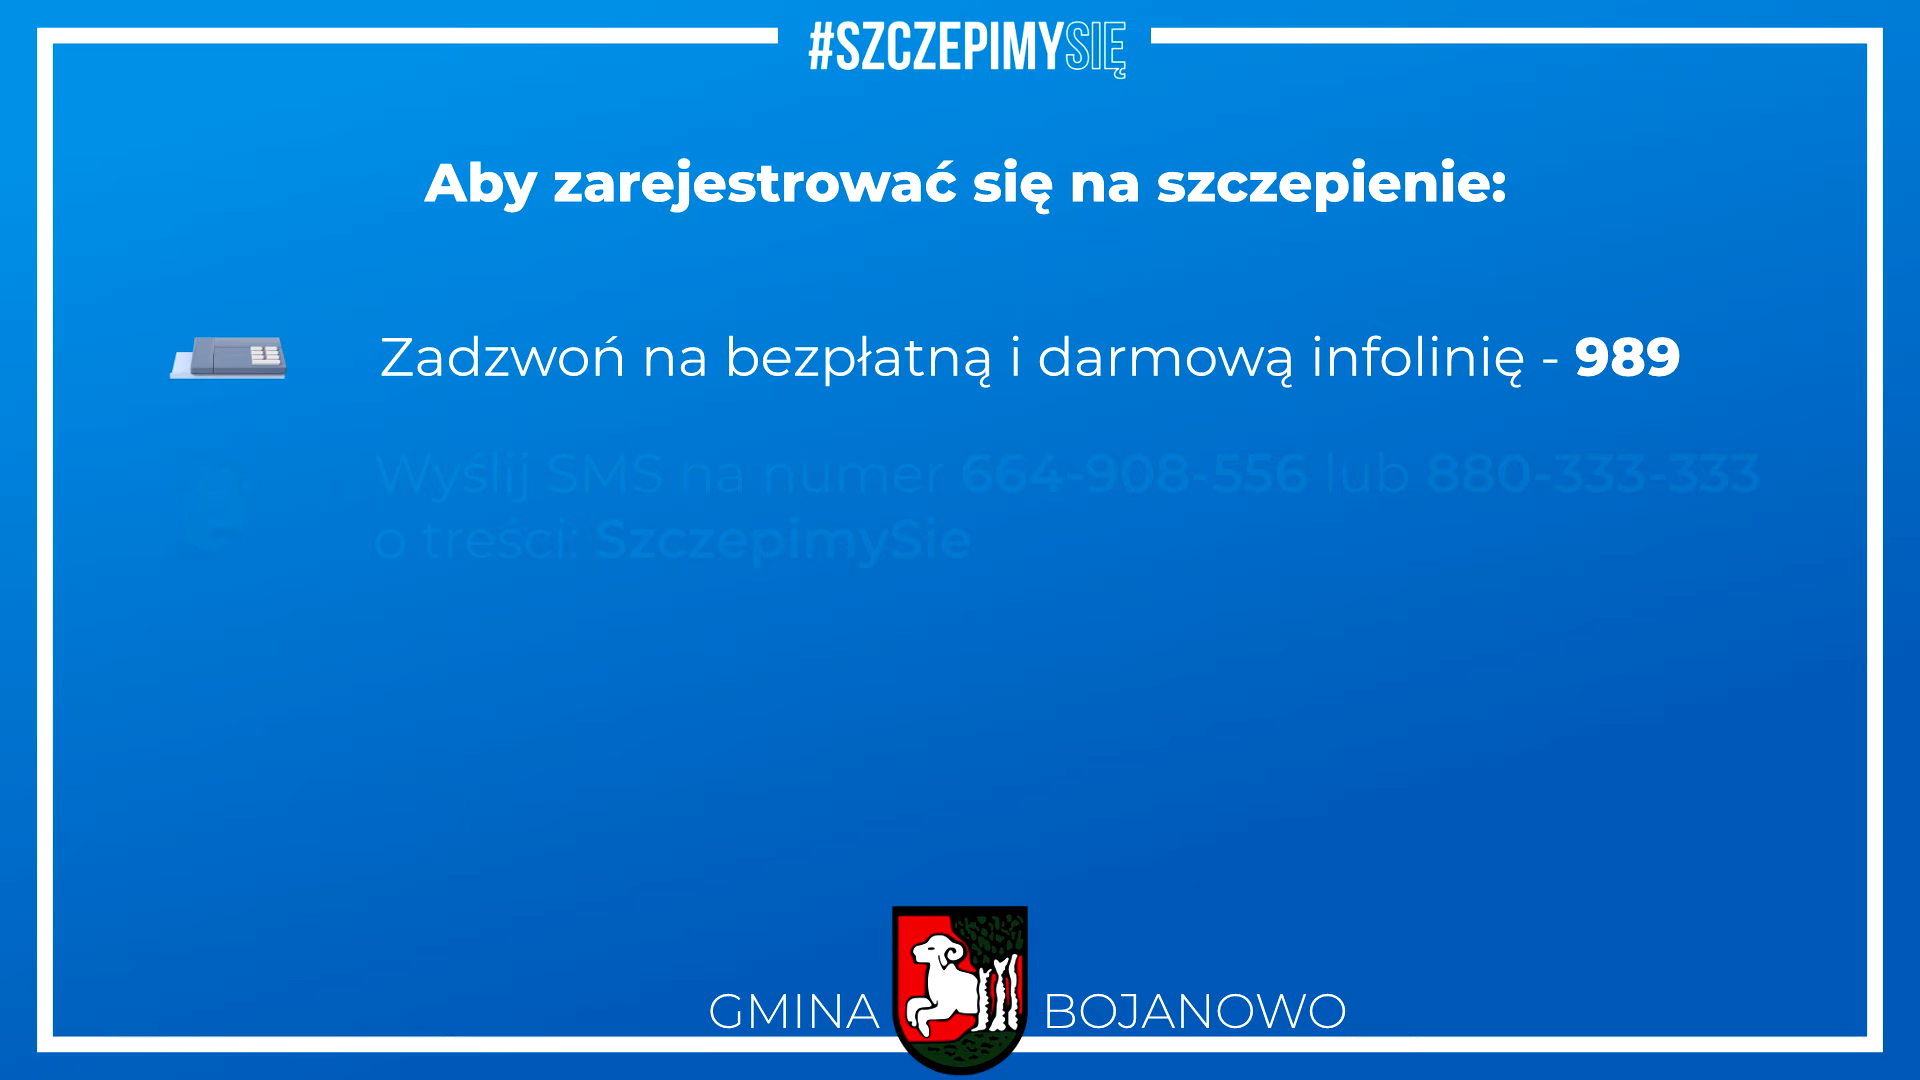 #SZCZEPIMYSIĘ
Aby zarejestrować się na szczepienie:
Zadzwoń na bezpłatną i darmową infolinię - 989
Wyślij SMS na numer 664-908-556 lub 880-333-333
o treści: SzczepimySie
GMINA BOJANOWO